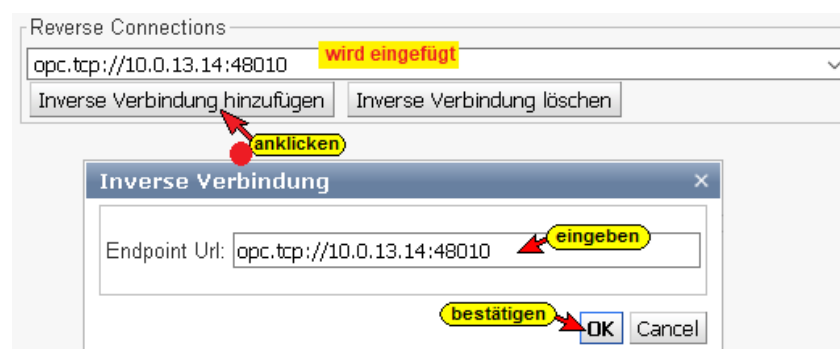 Reverse Connections
opc.tcp://10.0.13.14:48010 wird eingefügt
Inverse Verbindung hinzufügen Inverse Verbindung löschen
anklicken
Inverse Verbindung ×
Endpoint Url: opc.tcp://10.0.13.14:48010 eingeben
bestätigen
OK Cancel